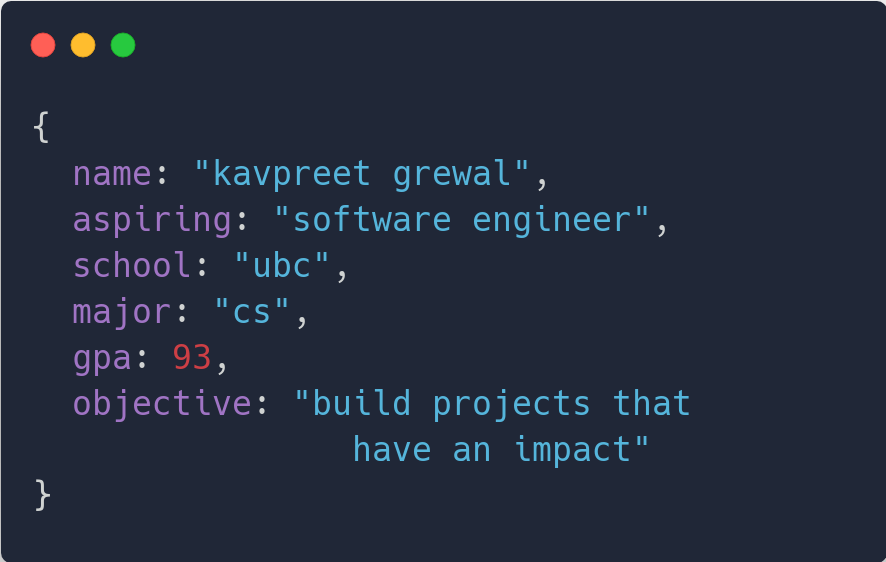 {
  name: "kavpreet grewal",
  aspiring: "software engineer",
  school: "ubc",
  major: "cs",
  gpa: 93,
  objective: "build projects that
              have an impact"
}